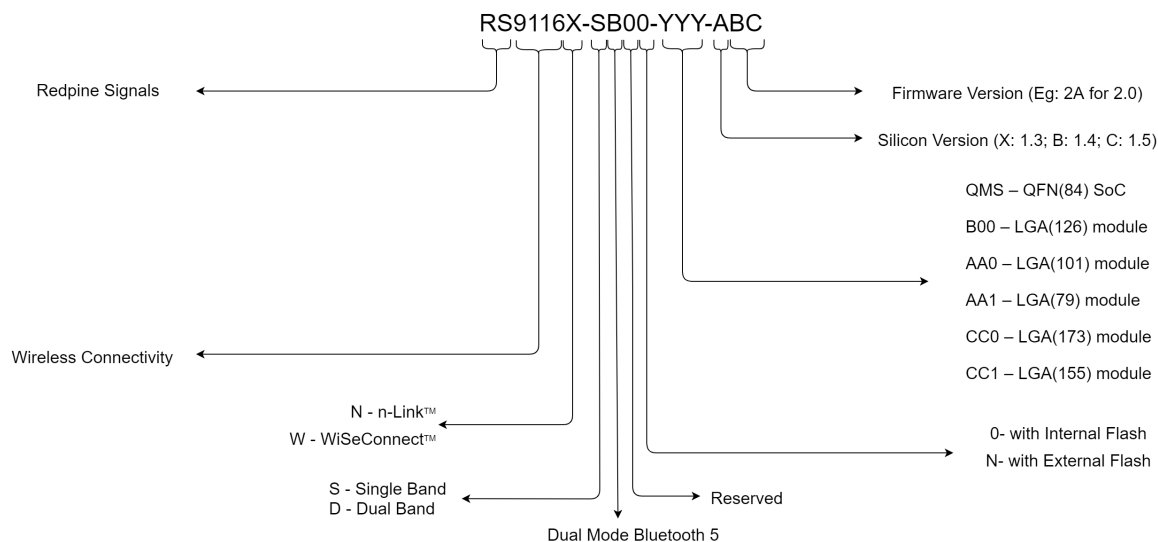 RS9116X-SB00-YYY-ABC
Redpine Signals
Firmware Version (Eg: 2A for 2.0)
Silicon Version (X: 1.3; B: 1.4; C: 1.5)
QMS – QFN(84) SoC
B00 – LGA(126) module
AA0 – LGA(101) module
AA1 – LGA(79) module
CC0 – LGA(173) module
CC1 – LGA(155) module
Wireless Connectivity
N - n-Link™
W - WiSeConnect™
0- with Internal Flash
N- with External Flash
S - Single Band
D - Dual Band
Reserved
Dual Mode Bluetooth 5